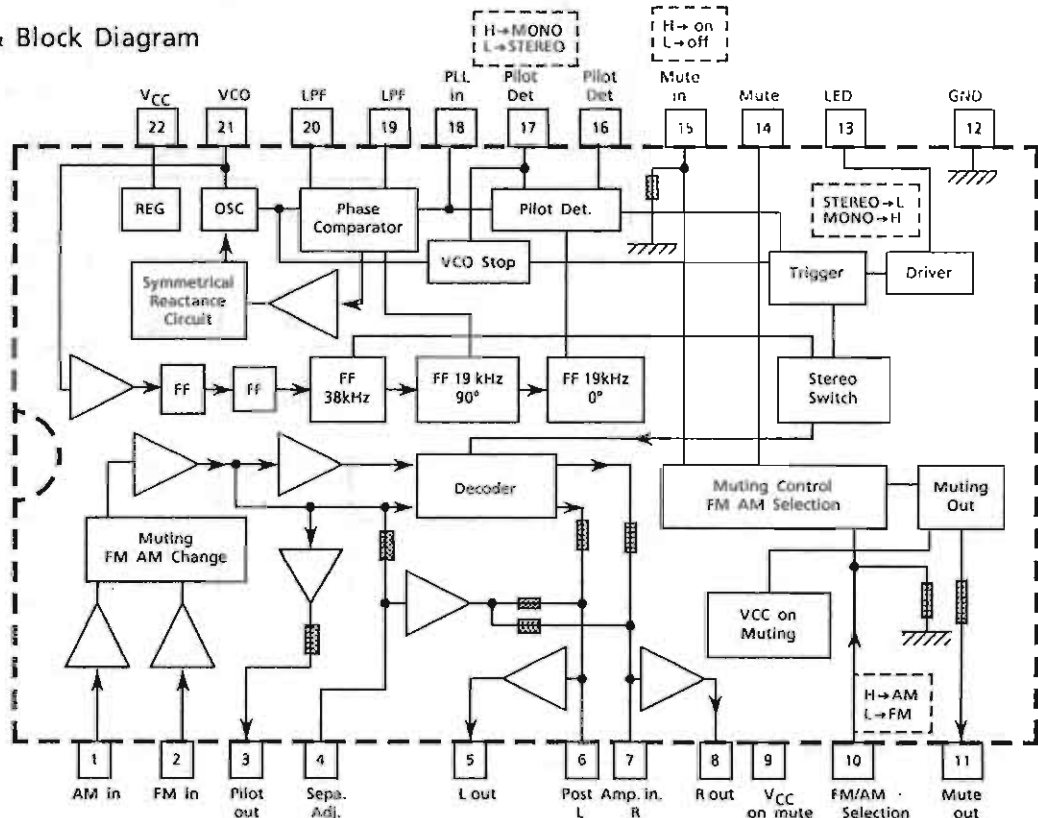 & Block Diagram
H→MONO
L→STEREO
H→on
L→off
VCC
VCO
LPF
LPF
PLL in
Pilot Det
Pilot Det
Mute in
Mute
LED
GND
22
21
20
19
18
17
16
15
14
13
12
REG
OSC
Phase Comparator
Pilot Det.
VCO Stop
STEREO→L
MONO→H
Trigger
Driver
Symmetrical
Reactance
Circuit
FF
FF
FF
38kHz
FF 19 kHz
90°
FF 19kHz
0°
Stereo
Switch
Decoder
Muting Control
FM AM Selection
Muting
Out
Muting
FM AM Change
VCC on
Muting
H→AM
L→FM
1
2
3
4
5
6
7
8
9
10
11
AM in
FM in
Pilot out
Sepa. Adj.
L out
Post Amp. in.
L
R
R out
VCC on mute
FM/AM Selection
Mute out